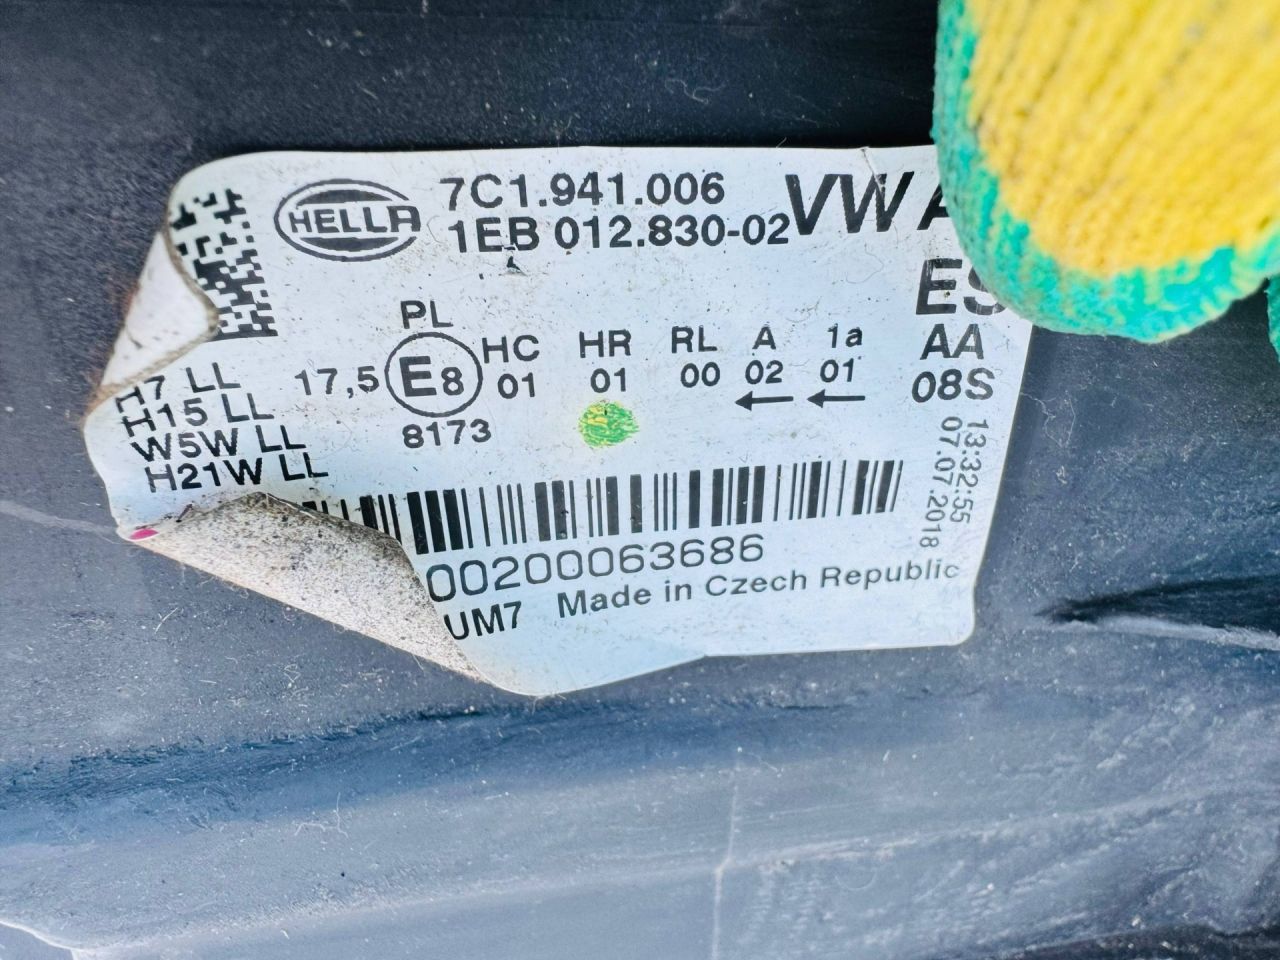 HELLA
7C1.941.006
1EB 012.830-02
VW
AA
08S
PL
17,5
E8
8173
HC HR RL A 1a
01 01 00 02 01
← ←
H7 LL
H15 LL
W5W LL
H21W LL
13:32:55
07.07.2018
00200063686
UM7 Made in Czech Republic